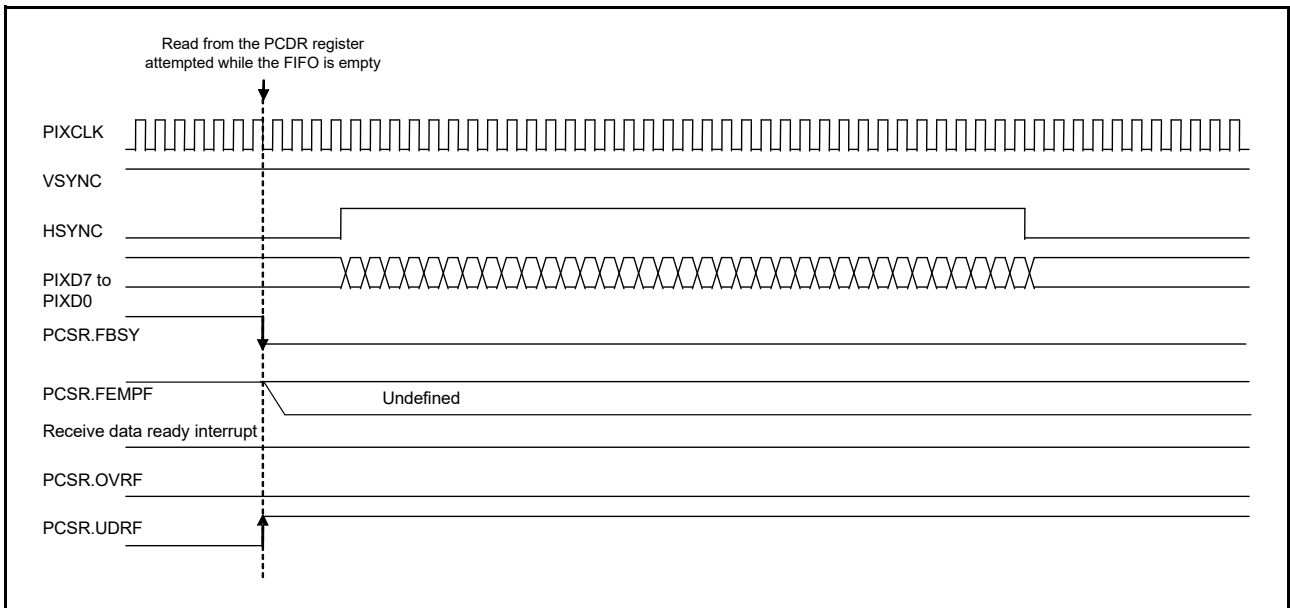 Read from the PCDR register
attempted while the FIFO is empty
PIXCLK
VSYNC
HSYNC
PIXD7 to
PIXD0
PCSR.FBSY
PCSR.FEMPF
Undefined
Receive data ready interrupt
PCSR.OVRF
PCSR.UDRF